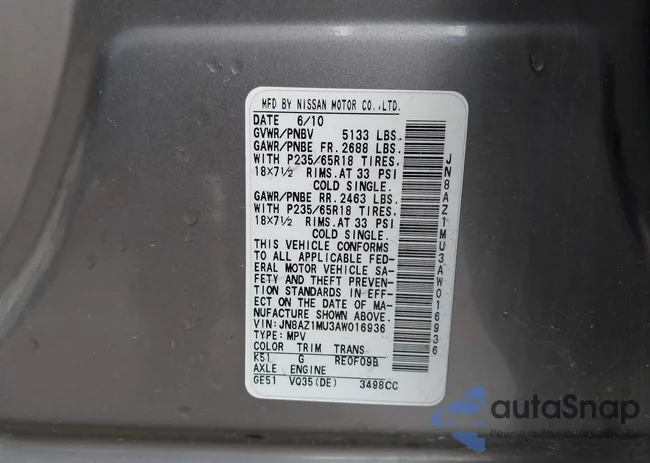 MFD BY NISSAN MOTOR CO.,LTD.
DATE 6/10
GVWR/PNBV 5133 LBS.
GAWR/PNBE FR. 2688 LBS.
WITH P235/65R18 TIRES,
18×7½ RIMS.AT 33 PSI
COLD SINGLE.
GAWR/PNBE RR. 2463 LBS.
WITH P235/65R18 TIRES,
18×7½ RIMS.AT 33 PSI
COLD SINGLE.
THIS VEHICLE CONFORMS
TO ALL APPLICABLE FED-
ERAL MOTOR VEHICLE SA-
FETY AND THEFT PREVEN-
TION STANDARDS IN EFF-
ECT ON THE DATE OF MA-
NUFACTURE SHOWN ABOVE.
VIN:JN8AZ1MU3AW016936
TYPE:MPV
COLOR TRIM TRANS
K51 G RE0F09B
AXLE ENGINE
GE51 VQ35(DE) 3498CC
JN8AZ1MU3AW016936
autaSnap
Pewne auto